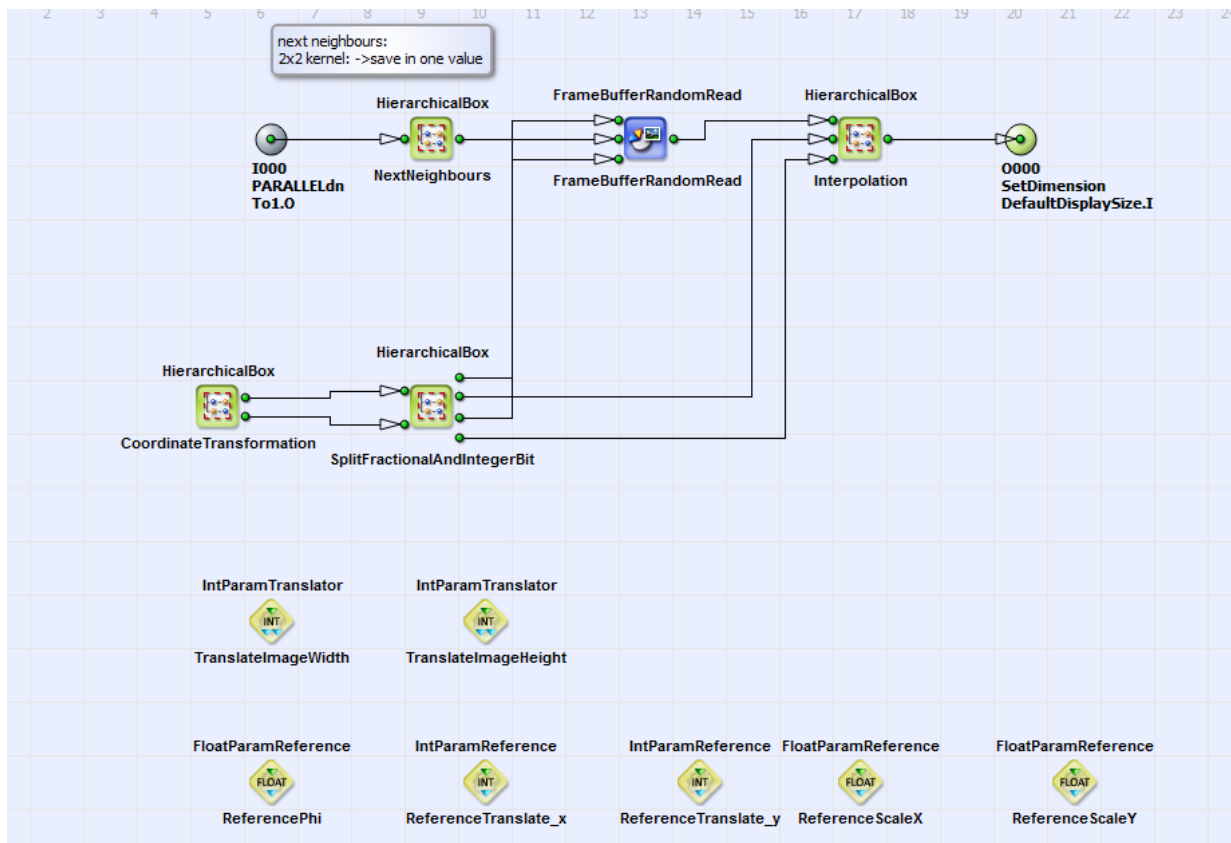 2 3 4 5 6 7 8 9 10 11 12 13 14 15 16 17 18 19 20 21 22 23
next neighbours:
2x2 kernel: ->save in one value
HierarchicalBox
FrameBufferRandomRead
HierarchicalBox
I000
PARALLELdn
To1.O
NextNeighbours
FrameBufferRandomRead
Interpolation
O000
SetDimension
DefaultDisplaySize.I
HierarchicalBox
HierarchicalBox
CoordinateTransformation
SplitFractionalAndIntegerBit
IntParamTranslator
IntParamTranslator
INT
INT
TranslateImageWidth
TranslateImageHeight
FloatParamReference
IntParamReference
IntParamReference
FloatParamReference
FloatParamReference
FLOAT
INT
INT
FLOAT
FLOAT
ReferencePhi
ReferenceTranslate_x
ReferenceTranslate_y
ReferenceScaleX
ReferenceScaleY